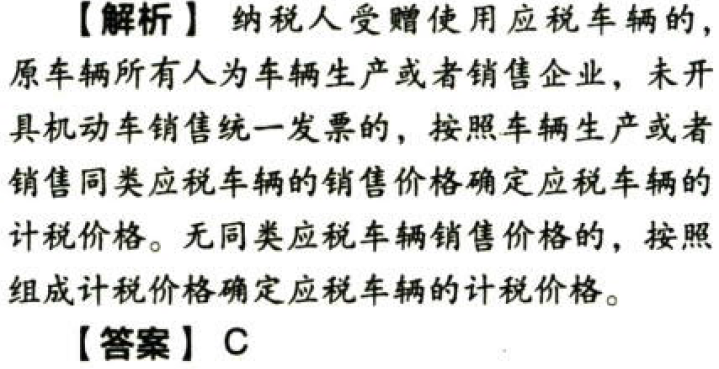 【解析】 纳税人受赠使用应税车辆的，
原车辆所有人为车辆生产或者销售企业，未开
具机动车销售统一发票的，按照车辆生产或者
销售同类应税车辆的销售价格确定应税车辆的
计税价格。无同类应税车辆销售价格的，按照
组成计税价格确定应税车辆的计税价格。
【答案】 C